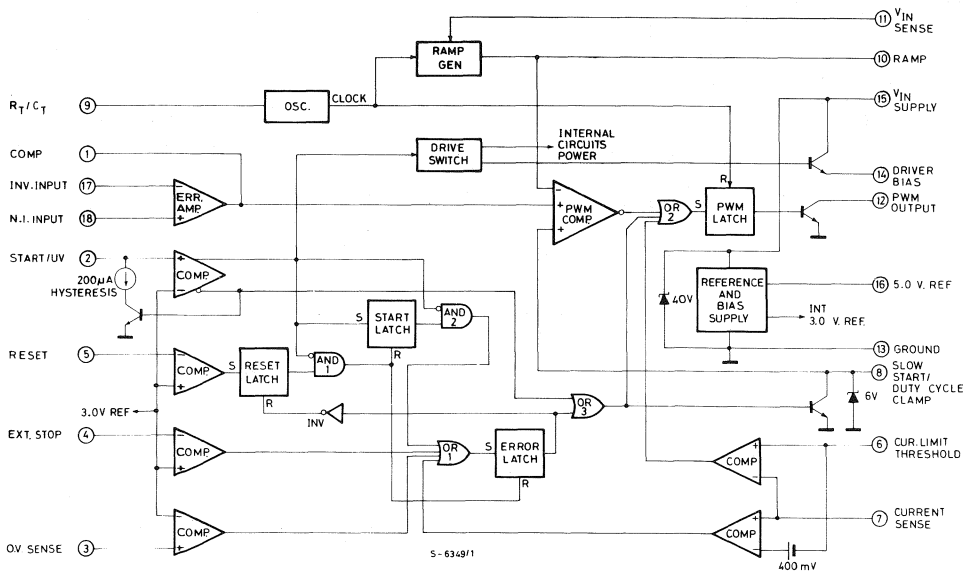 11 VIN SENSE
RAMP GEN
10 RAMP
CLOCK
RT/CT 9
OSC.
15 VIN SUPPLY
COMP 1
DRIVE SWITCH
INTERNAL CIRCUITS POWER
14 DRIVER BIAS
INV. INPUT 17
-
ERR. AMP.
+
N.I. INPUT 18
-
+
PWM COMP.
OR 2
S
R
PWM LATCH
12 PWM OUTPUT
START/UV 2
+
COMP.
-
200µA HYSTERESIS
40V
REFERENCE AND BIAS SUPPLY
16 5.0 V. REF
INT 3.0 V. REF.
S
START LATCH
R
AND 2
13 GROUND
RESET 5
-
COMP.
+
S
RESET LATCH
R
AND 1
8 SLOW START/ DUTY CYCLE CLAMP
6V
3.0V REF
INV
OR 3
EXT. STOP 4
-
COMP.
+
OR 1
S
ERROR LATCH
R
+
COMP
-
6 CUR. LIMIT THRESHOLD
-
COMP.
+
O.V SENSE 3
+
COMP
-
7 CURRENT SENSE
400 mV
S-6349/1